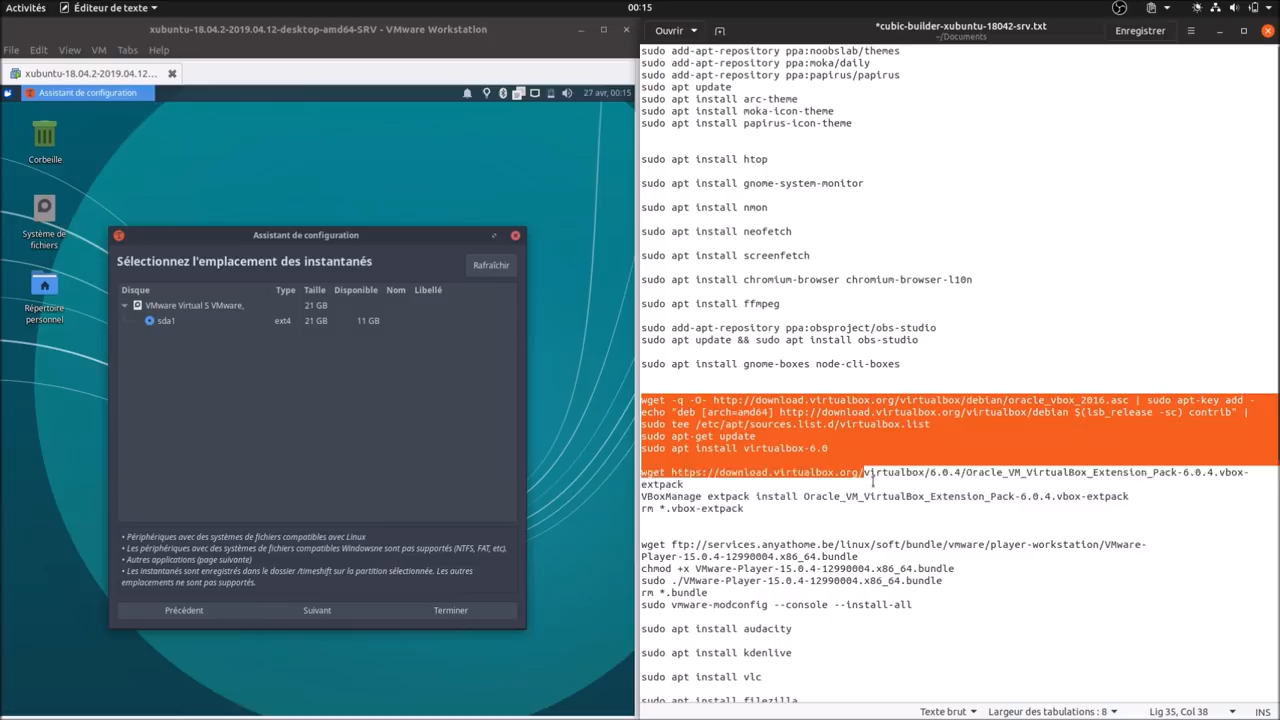 Activités
Éditeur de texte
00:15
xubuntu-18.04.2-2019.04.12-desktop-amd64-SRV - VMware Workstation
File Edit View VM Tabs Help
xubuntu-18.04.2-2019.04.12...
Assistant de configuration
27 avr, 00:15
Corbeille
Système de
fichiers
Répertoire
personnel
Assistant de configuration
Sélectionnez l'emplacement des instantanés
Rafraîchir
Disque Type Taille Disponible Nom Libellé
VMware Virtual S VMware, 21 GB
sda1 ext4 21 GB 11 GB
• Périphériques avec des systèmes de fichiers compatibles avec Linux
• Les périphériques avec des systèmes de fichiers compatibles Windowsne sont pas supportés (NTFS, FAT, etc).
• Autres applications (page suivante)
• Les instantanés sont enregistrés dans le dossier /timeshift sur la partition sélectionnée. Les autres
emplacements ne sont pas supportés.
Précédent Suivant Terminer
Ouvrir
*cubic-builder-xubuntu-18042-srv.txt
~/Documents
Enregistrer
sudo add-apt-repository ppa:noobslab/themes
sudo add-apt-repository ppa:moka/daily
sudo add-apt-repository ppa:papirus/papirus
sudo apt update
sudo apt install arc-theme
sudo apt install moka-icon-theme
sudo apt install papirus-icon-theme
sudo apt install htop
sudo apt install gnome-system-monitor
sudo apt install nmon
sudo apt install neofetch
sudo apt install screenfetch
sudo apt install chromium-browser chromium-browser-l10n
sudo apt install ffmpeg
sudo add-apt-repository ppa:obsproject/obs-studio
sudo apt update && sudo apt install obs-studio
sudo apt install gnome-boxes node-cli-boxes
wget -q -O- http://download.virtualbox.org/virtualbox/debian/oracle_vbox_2016.asc | sudo apt-key add -
echo "deb [arch=amd64] http://download.virtualbox.org/virtualbox/debian $(lsb_release -sc) contrib" |
sudo tee /etc/apt/sources.list.d/virtualbox.list
sudo apt-get update
sudo apt install virtualbox-6.0
wget https://download.virtualbox.org/virtualbox/6.0.4/Oracle_VM_VirtualBox_Extension_Pack-6.0.4.vbox-
extpack
VBoxManage extpack install Oracle_VM_VirtualBox_Extension_Pack-6.0.4.vbox-extpack
rm *.vbox-extpack
wget ftp://services.anyathome.be/linux/soft/bundle/vmware/player-workstation/VMware-
Player-15.0.4-12990004.x86_64.bundle
chmod +x VMware-Player-15.0.4-12990004.x86_64.bundle
sudo ./VMware-Player-15.0.4-12990004.x86_64.bundle
rm *.bundle
sudo vmware-modconfig --console --install-all
sudo apt install audacity
sudo apt install kdenlive
sudo apt install vlc
sudo apt install filezilla
Texte brut Largeur des tabulations : 8 Lig 35, Col 38 INS